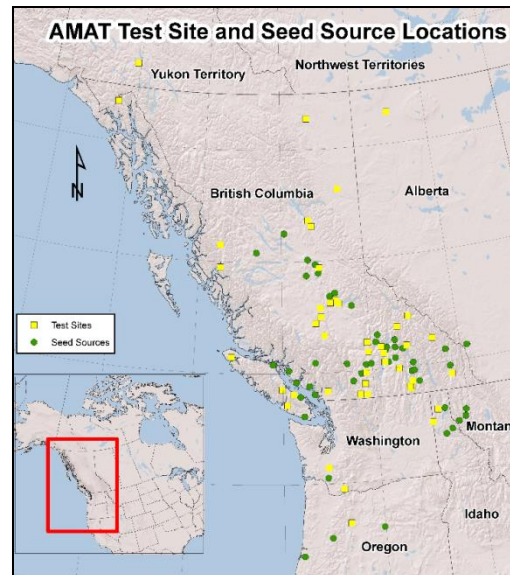 AMAT Test Site and Seed Source Locations
Yukon Territory
Northwest Territories
N
British Columbia
Alberta
Test Sites
Seed Sources
Washington
Montan
Idaho
Oregon